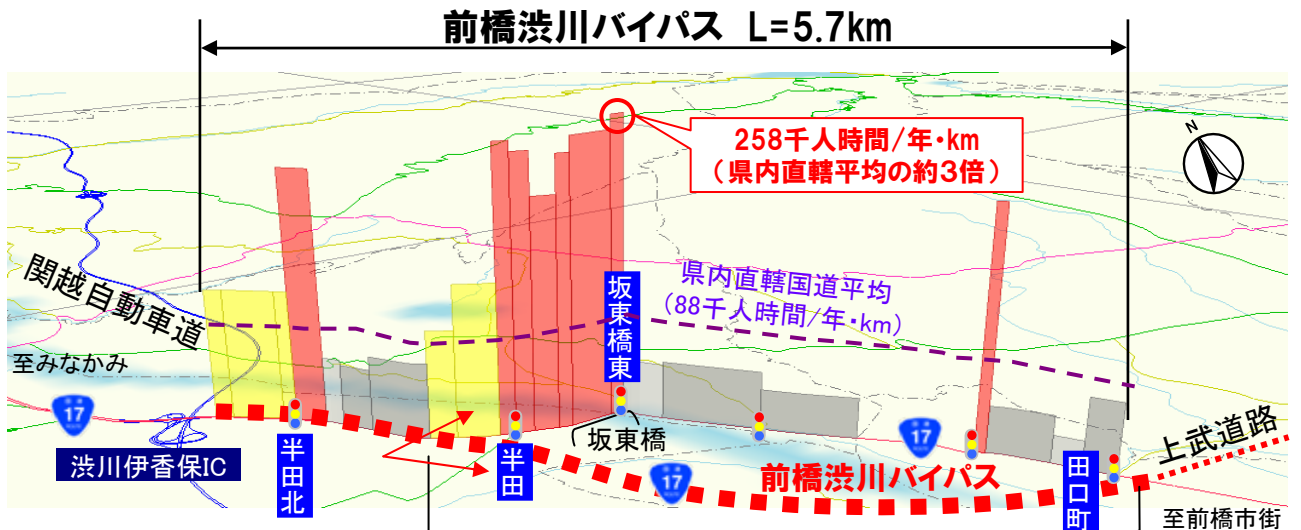 前橋渋川バイパス L=5.7km
258千人時間/年・km
（県内直轄平均の約3倍）
N
関越自動車道
県内直轄国道平均
（88千人時間/年・km）
坂東橋東
至みなかみ
17
渋川伊香保IC
半田北
半田
坂東橋
17
17
前橋渋川バイパス
上武道路
田口町
至前橋市街